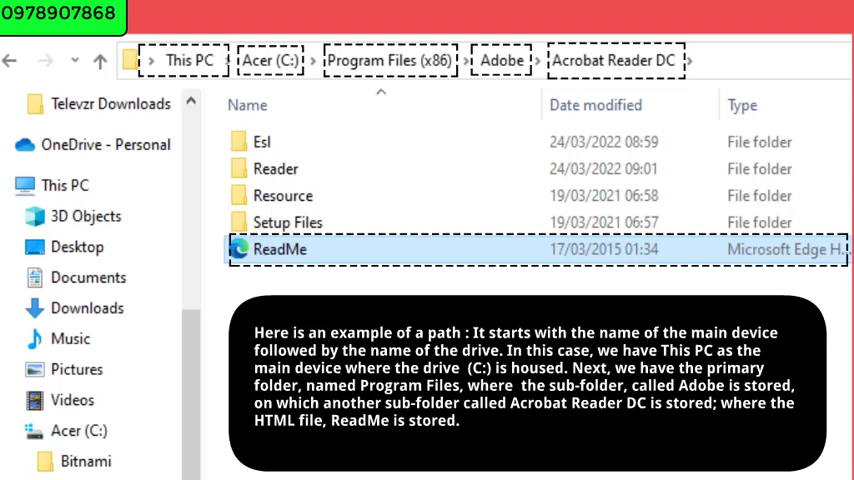 0978907868
This PC
Acer (C:)
Program Files (x86)
Adobe
Acrobat Reader DC
Televzr Downloads
Name
Date modified
Type
OneDrive - Personal
Esl
24/03/2022 08:59
File folder
Reader
24/03/2022 09:01
File folder
This PC
Resource
19/03/2021 06:58
File folder
3D Objects
Setup Files
19/03/2021 06:57
File folder
Desktop
ReadMe
17/03/2015 01:34
Microsoft Edge H...
Documents
Downloads
Music
Pictures
Videos
Acer (C:)
Bitnami
Here is an example of a path : It starts with the name of the main device
followed by the name of the drive. In this case, we have This PC as the
main device where the drive (C:) is housed. Next, we have the primary
folder, named Program Files, where the sub-folder, called Adobe is stored,
on which another sub-folder called Acrobat Reader DC is stored; where the
HTML file, ReadMe is stored.